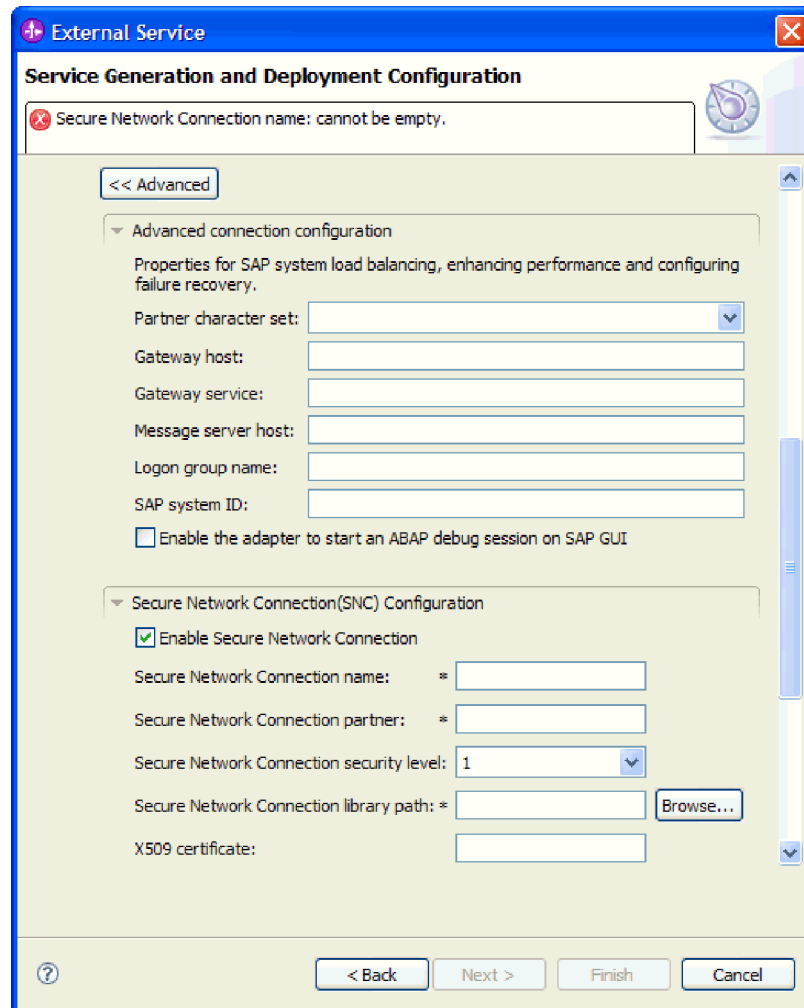 External Service
Service Generation and Deployment Configuration
Secure Network Connection name: cannot be empty.
<< Advanced
Advanced connection configuration
Properties for SAP system load balancing, enhancing performance and configuring
failure recovery.
Partner character set:
Gateway host:
Gateway service:
Message server host:
Logon group name:
SAP system ID:
Enable the adapter to start an ABAP debug session on SAP GUI
Secure Network Connection(SNC) Configuration
Enable Secure Network Connection
Secure Network Connection name: *
Secure Network Connection partner: *
Secure Network Connection security level: 1
Secure Network Connection library path: * Browse...
X509 certificate:
? < Back Next > Finish Cancel